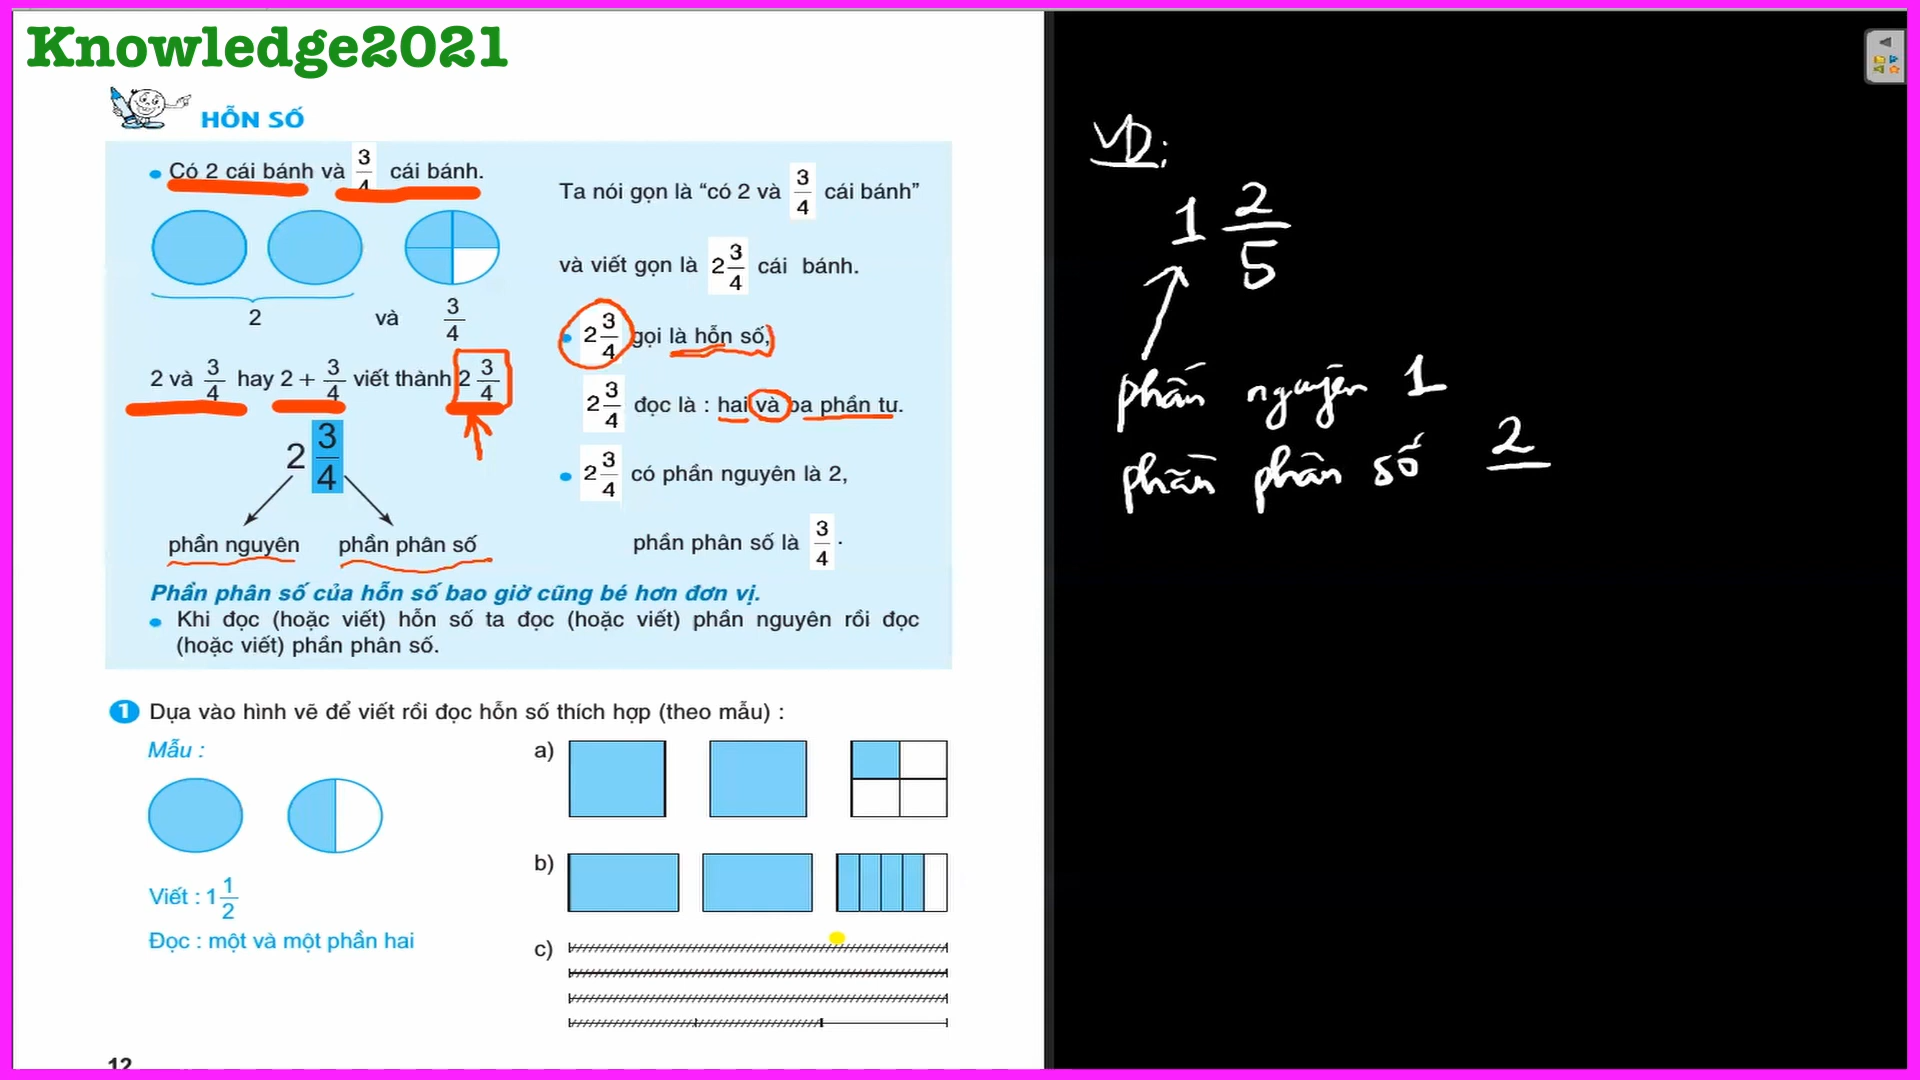 Knowledge2021
HỖN SỐ
Có 2 cái bánh và 3/4 cái bánh.
2 và 3/4
2 và 3/4 hay 2 + 3/4 viết thành 2 3/4
2 3/4
phần nguyên phần phân số
Ta nói gọn là “có 2 và 3/4 cái bánh”
và viết gọn là 2 3/4 cái bánh.
2 3/4 gọi là hỗn số,
2 3/4 đọc là : hai và ba phần tư.
2 3/4 có phần nguyên là 2,
phần phân số là 3/4.
Phần phân số của hỗn số bao giờ cũng bé hơn đơn vị.
Khi đọc (hoặc viết) hỗn số ta đọc (hoặc viết) phần nguyên rồi đọc
(hoặc viết) phần phân số.
1 Dựa vào hình vẽ để viết rồi đọc hỗn số thích hợp (theo mẫu) :
Mẫu :
Viết : 1 1/2
Đọc : một và một phần hai
a)
b)
c)
12
VD:
1 2/5
phần nguyên 1
phần phân số 2